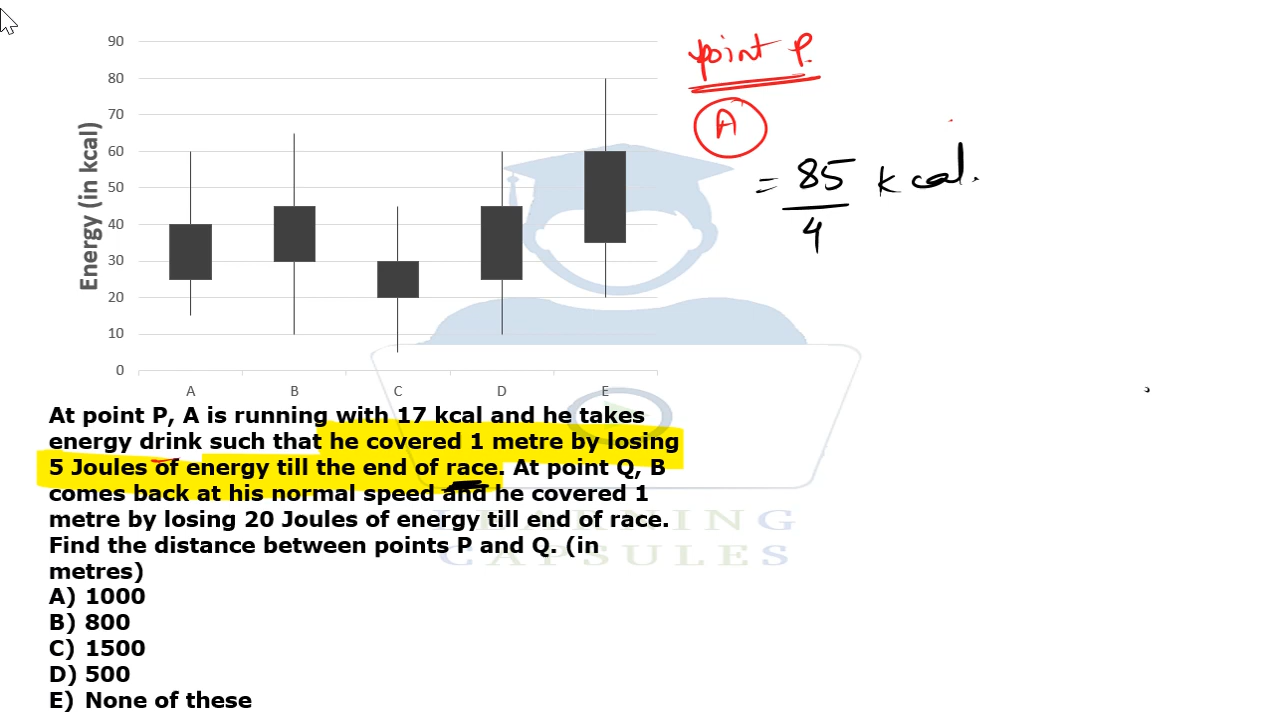 90
80
70
60
50
40
30
20
10
0
Energy (in kcal)
A
B
C
D
E
point P.
A
= 85 k cal.
4
At point P, A is running with 17 kcal and he takes
energy drink such that he covered 1 metre by losing
5 Joules of energy till the end of race. At point Q, B
comes back at his normal speed and he covered 1
metre by losing 20 Joules of energy till end of race.
Find the distance between points P and Q. (in
metres)
A) 1000
B) 800
C) 1500
D) 500
E) None of these
LEARNING
CAPSULES